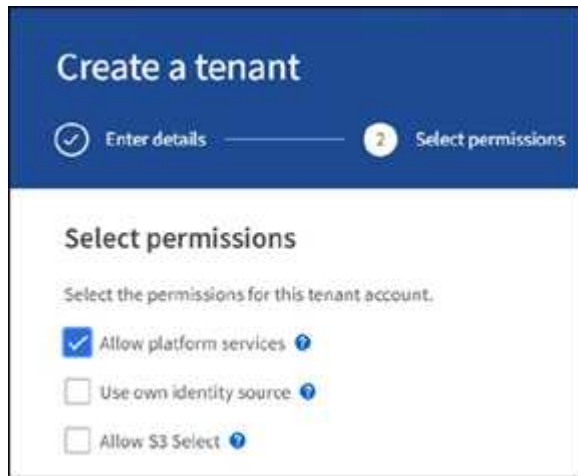 Create a tenant
Enter details
2 Select permissions
Select permissions
Select the permissions for this tenant account.
Allow platform services ?
Use own identity source ?
Allow S3 Select ?